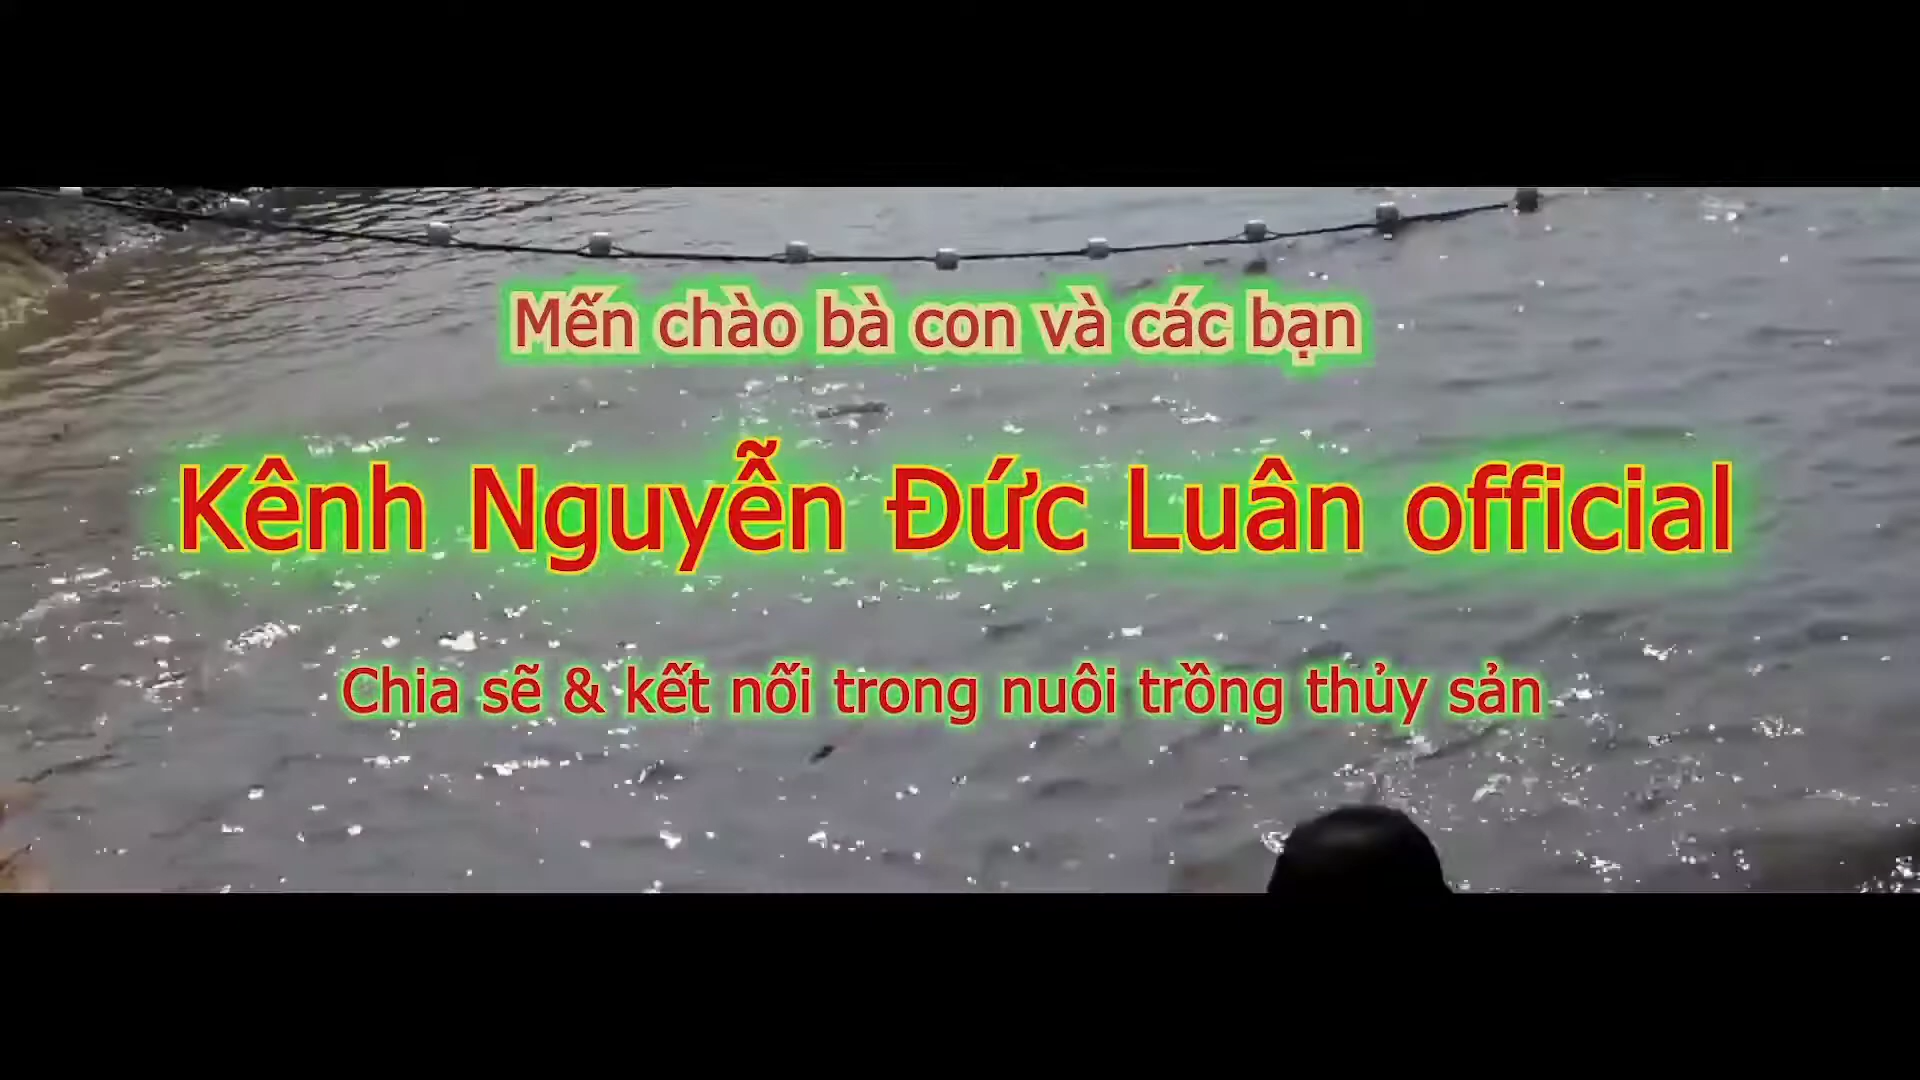 Mến chào bà con và các bạn
Kênh Nguyễn Đức Luân official
Chia sẽ & kết nối trong nuôi trồng thủy sản